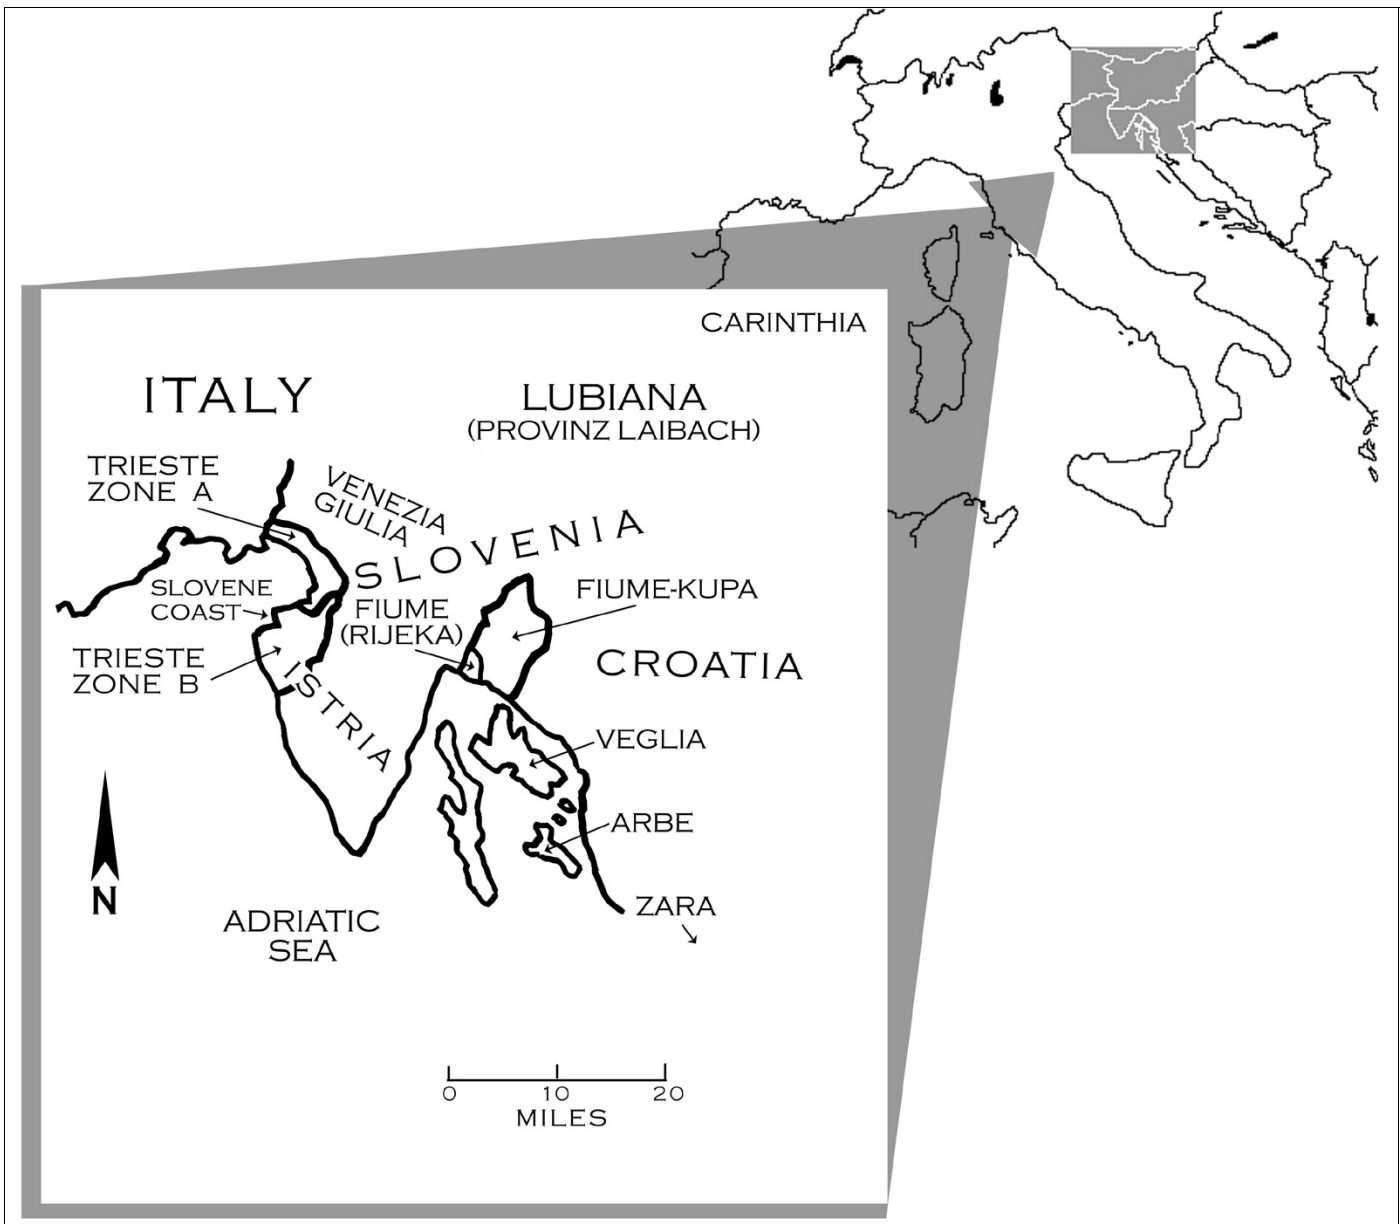 CARINTHIA
ITALY
LUBIANA
(PROVINZ LAIBACH)
TRIESTE
ZONE A
VENEZIA
GIULIA
SLOVENIA
SLOVENE
COAST
FIUME
(RIJEKA)
FIUME-KUPA
TRIESTE
ZONE B
ISTRIA
CROATIA
VEGLIA
ARBE
ZARA
N
ADRIATIC
SEA
0 10 20
MILES